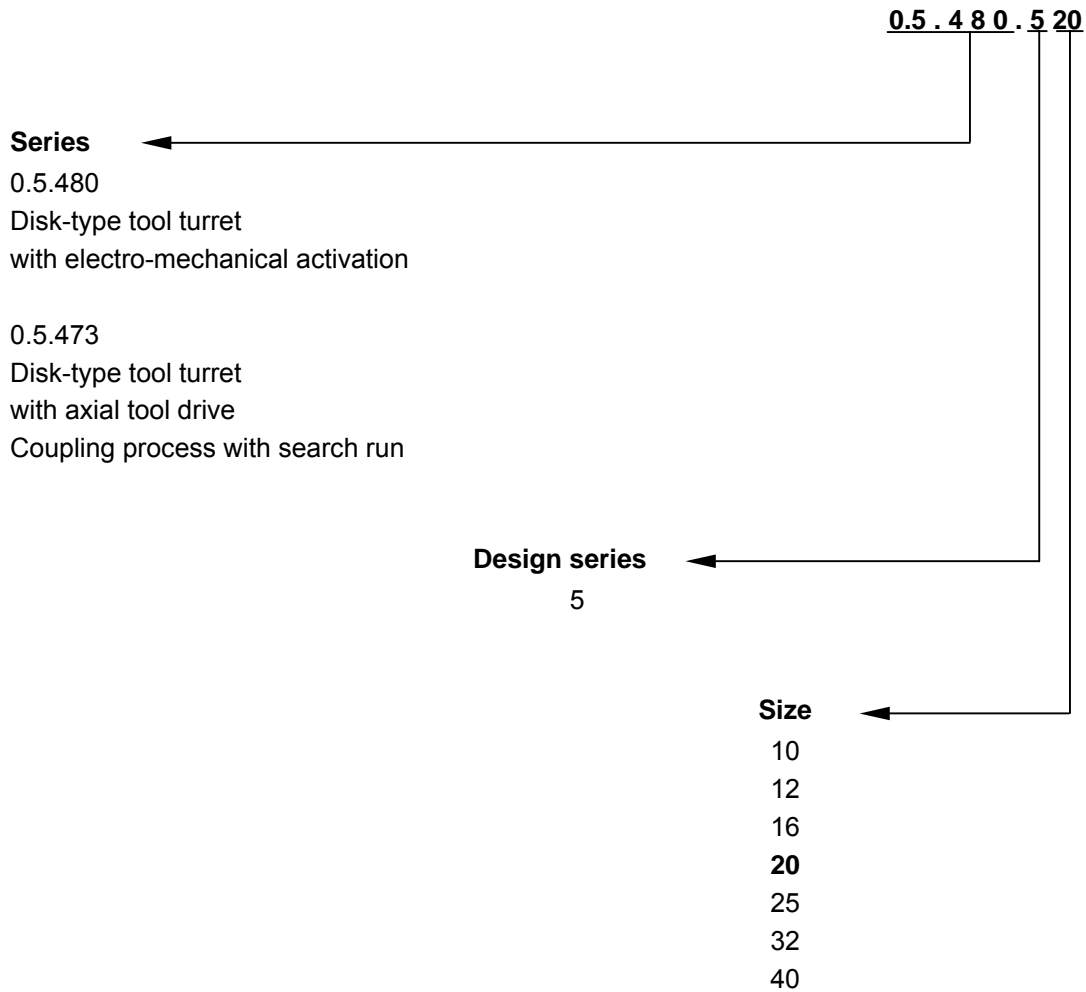 0.5 . 4 8 0 . 5 20
Series
0.5.480
Disk-type tool turret
with electro-mechanical activation
0.5.473
Disk-type tool turret
with axial tool drive
Coupling process with search run
Design series
5
Size
10
12
16
20
25
32
40